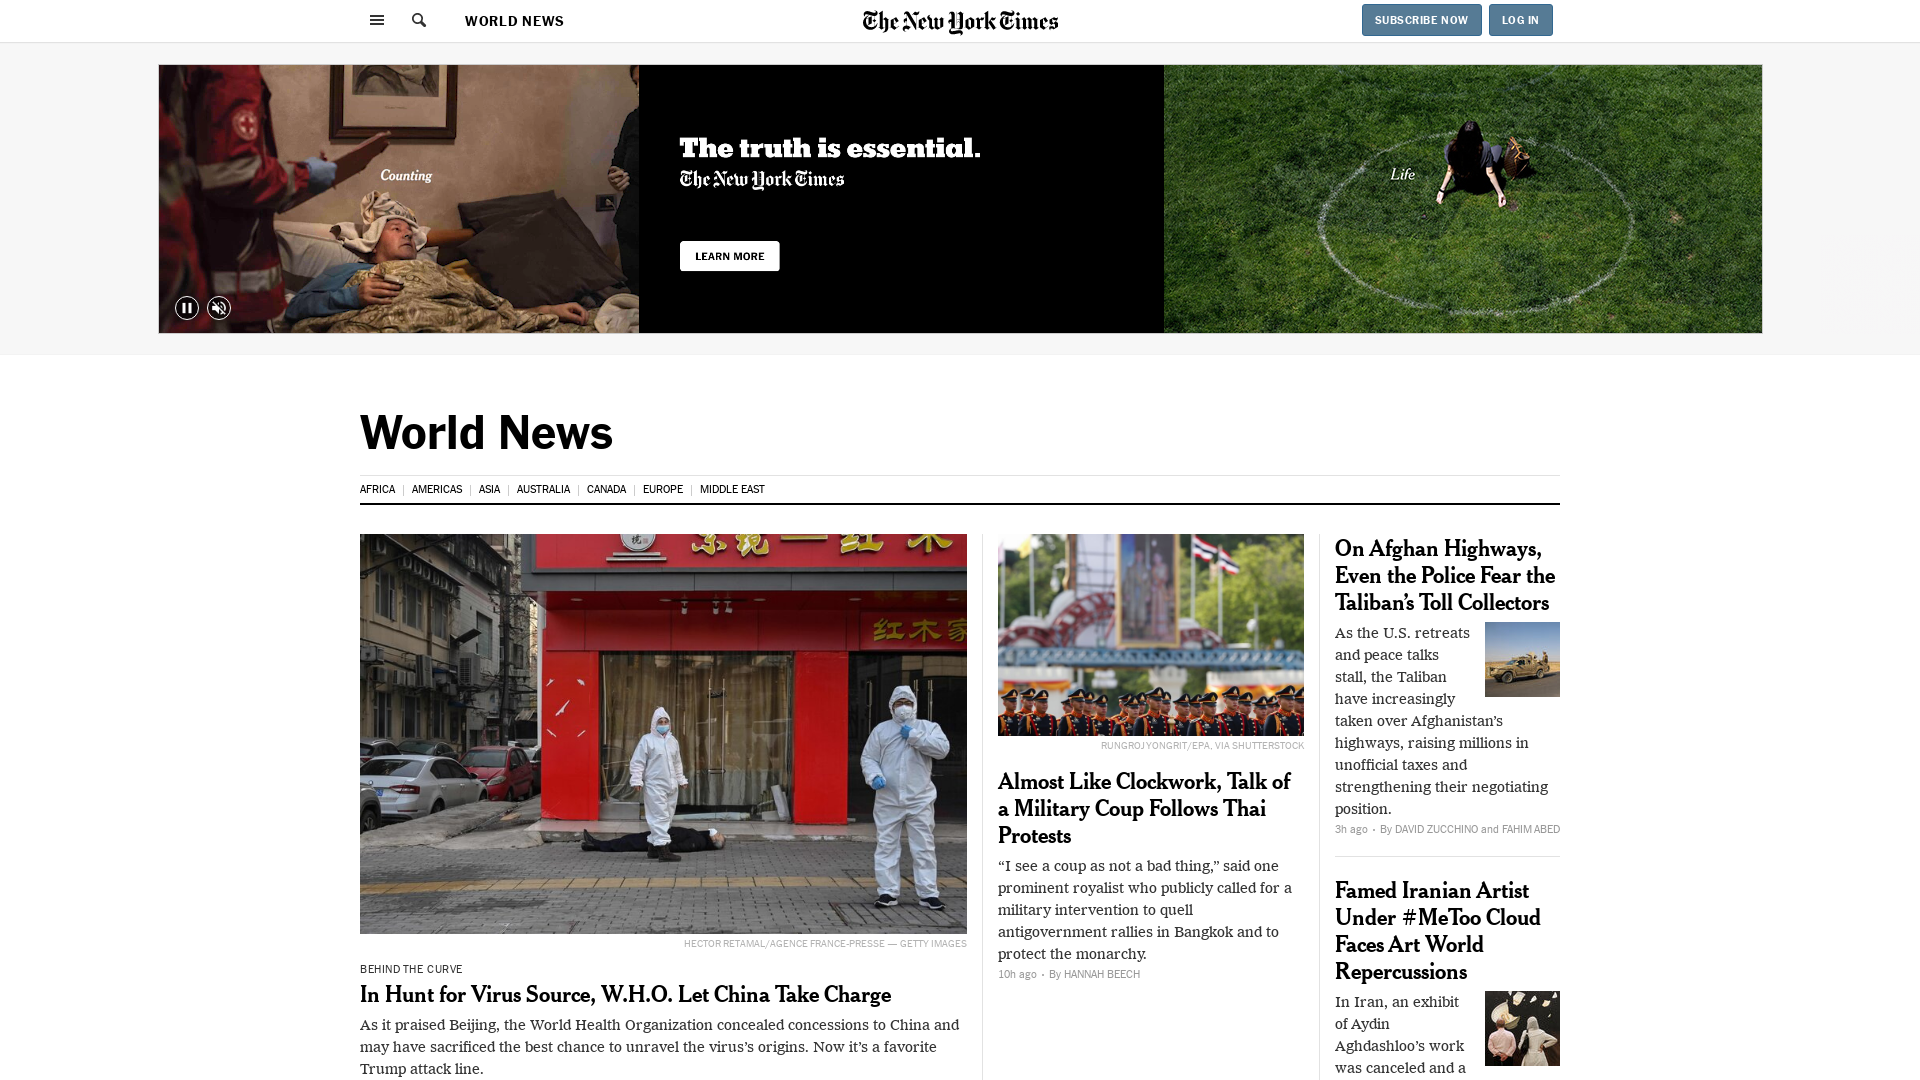 WORLD NEWS
The New York Times
SUBSCRIBE NOW
LOG IN
Counting
The truth is essential.
The New York Times
LEARN MORE
Life
World News
AFRICA
AMERICAS
ASIA
AUSTRALIA
CANADA
EUROPE
MIDDLE EAST
红木家
HECTOR RETAMAL/AGENCE FRANCE-PRESSE — GETTY IMAGES
BEHIND THE CURVE
In Hunt for Virus Source, W.H.O. Let China Take Charge
As it praised Beijing, the World Health Organization concealed concessions to China and
may have sacrificed the best chance to unravel the virus’s origins. Now it’s a favorite
Trump attack line.
RUNGROJ YONGRIT/EPA, VIA SHUTTERSTOCK
Almost Like Clockwork, Talk of
a Military Coup Follows Thai
Protests
“I see a coup as not a bad thing,” said one
prominent royalist who publicly called for a
military intervention to quell
antigovernment rallies in Bangkok and to
protect the monarchy.
10h ago · By HANNAH BEECH
On Afghan Highways,
Even the Police Fear the
Taliban’s Toll Collectors
As the U.S. retreats
and peace talks
stall, the Taliban
have increasingly
taken over Afghanistan’s
highways, raising millions in
unofficial taxes and
strengthening their negotiating
position.
3h ago · By DAVID ZUCCHINO and FAHIM ABED
Famed Iranian Artist
Under #MeToo Cloud
Faces Art World
Repercussions
In Iran, an exhibit
of Aydin
Aghdashloo’s work
was canceled and a